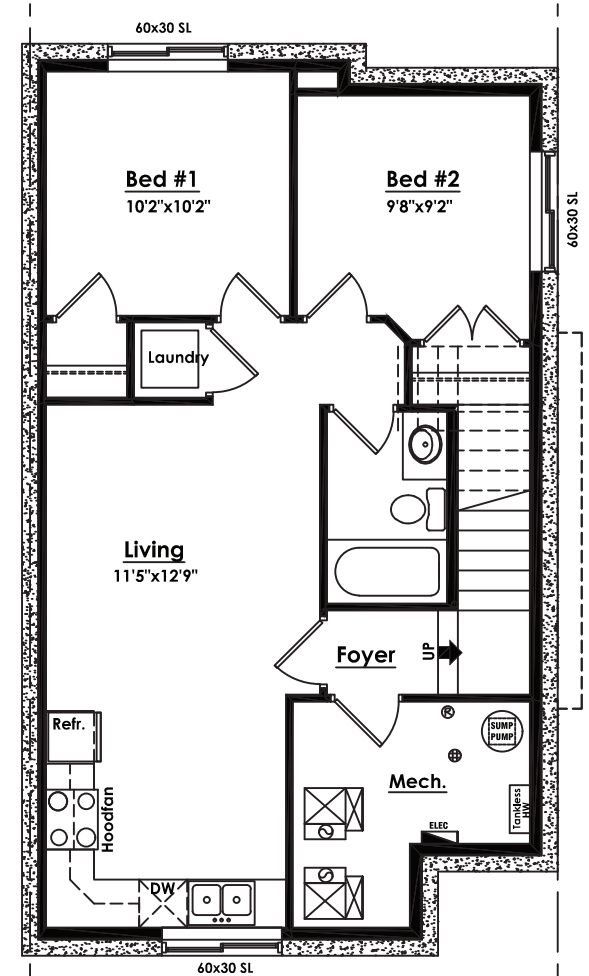 60x30 SL
Bed #1
10'2"x10'2"
Bed #2
9'8"x9'2"
60x30 SL
Laundry
Living
11'5"x12'9"
Foyer
UP
Refr.
R
SUMP
PUMP
Mech.
Hoodfan
Tankless
HW
ELEC
DW
60x30 SL